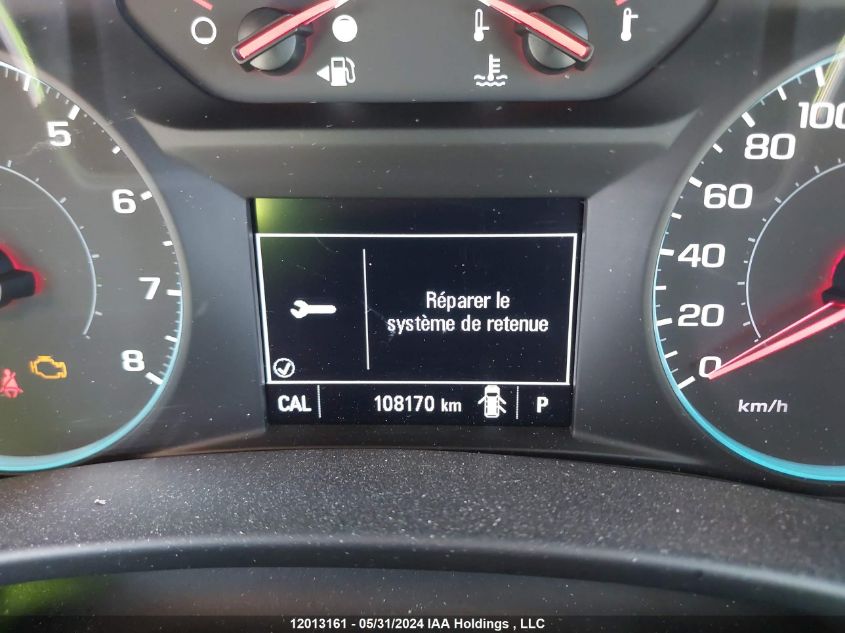 5
6
7
8
Réparer le
système de retenue
CAL 108170 km P
100
80
60
40
20
0
km/h
12013161 - 05/31/2024 IAA Holdings , LLC